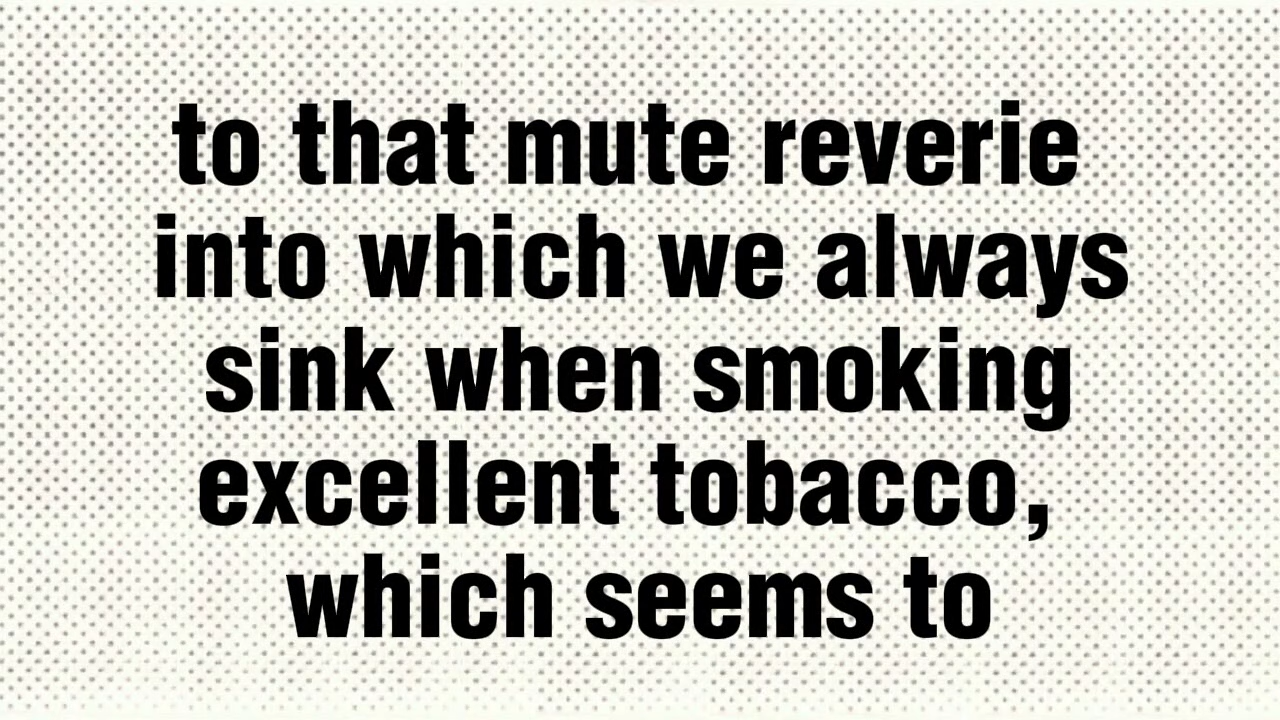 to that mute reverie
into which we always
sink when smoking
excellent tobacco,
which seems to